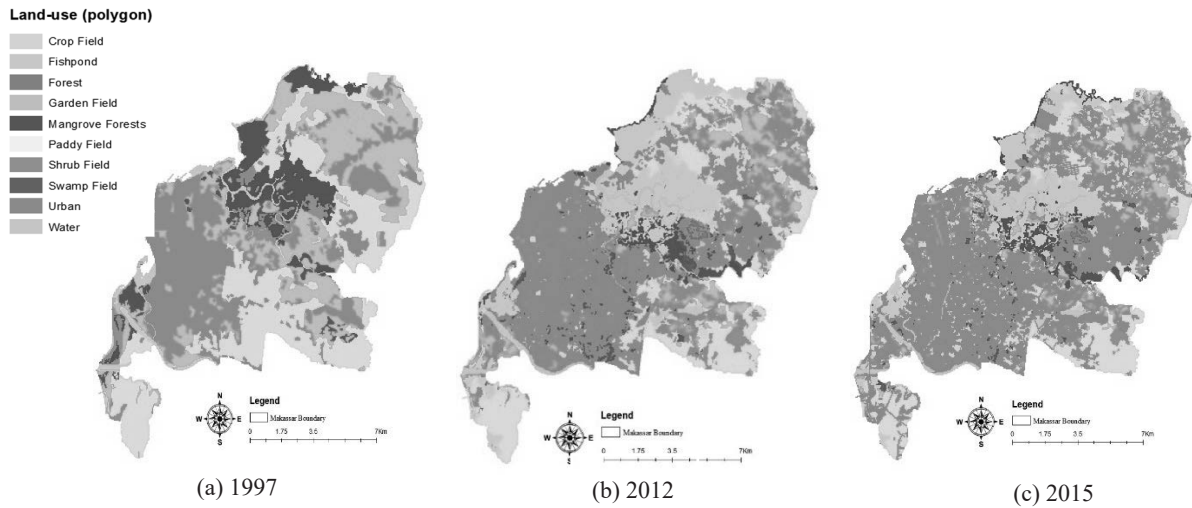 Land-use (polygon)
Crop Field
Fishpond
Forest
Garden Field
Mangrove Forests
Paddy Field
Shrub Field
Swamp Field
Urban
Water
N
W E
S
Legend
Makassar Boundary
0 1.75 3.5 7Km
(a) 1997
N
W E
S
Legend
Makassar Boundary
0 1.75 3.5 7Km
(b) 2012
N
W E
S
Legend
Makassar Boundary
0 1.75 3.5 7Km
(c) 2015